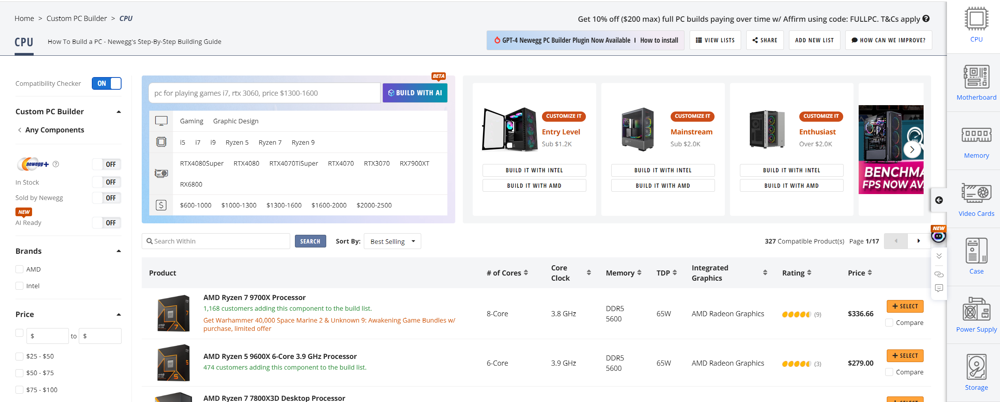 Home > Custom PC Builder > CPU
Get 10% off ($200 max) full PC builds paying over time w/ Affirm using code: FULLPC. T&Cs apply
CPU
How To Build a PC - Newegg's Step-By-Step Building Guide
GPT-4 Newegg PC Builder Plugin Now Available | How to install
VIEW LISTS
SHARE
ADD NEW LIST
HOW CAN WE IMPROVE?
Compatibility Checker ON
Custom PC Builder
Any Components
newegg+ OFF
In Stock OFF
Sold by Newegg OFF
NEW
AI Ready OFF
Brands
AMD
Intel
Price
$ to $
$25 - $50
$50 - $75
$75 - $100
BETA
pc for playing games i7, rtx 3060, price $1300-1600
BUILD WITH AI
Gaming Graphic Design
i5 i7 i9 Ryzen 5 Ryzen 7 Ryzen 9
RTX4080Super RTX4080 RTX4070TiSuper RTX4070 RTX3070 RX7900XT
RX6800
$600-1000 $1000-1300 $1300-1600 $1600-2000 $2000-2500
CUSTOMIZE IT
Entry Level
Sub $1.2K
BUILD IT WITH INTEL
BUILD IT WITH AMD
CUSTOMIZE IT
Mainstream
Sub $2.0K
BUILD IT WITH INTEL
BUILD IT WITH AMD
CUSTOMIZE IT
Enthusiast
Over $2.0K
BUILD IT WITH INTEL
BUILD IT WITH AMD
BENCHMA
FPS NOW AV
Search Within
SEARCH
Sort By: Best Selling
327 Compatible Product(s) Page 1/17
Product # of Cores Core Clock Memory TDP Integrated Graphics Rating Price
AMD Ryzen 7 9700X Processor
1,168 customers adding this component to the build list.
Get Warhammer 40,000 Space Marine 2 & Unknown 9: Awakening Game Bundles w/
purchase, limited offer
8-Core 3.8 GHz DDR5 5600 65W AMD Radeon Graphics (9) $336.66
SELECT
Compare
AMD Ryzen 5 9600X 6-Core 3.9 GHz Processor
474 customers adding this component to the build list.
6-Core 3.9 GHz DDR5 5600 65W AMD Radeon Graphics (3) $279.00
SELECT
Compare
AMD Ryzen 7 7800X3D Desktop Processor
SELECT
NEW
CPU
Motherboard
Memory
Video Cards
Case
Power Supply
Storage